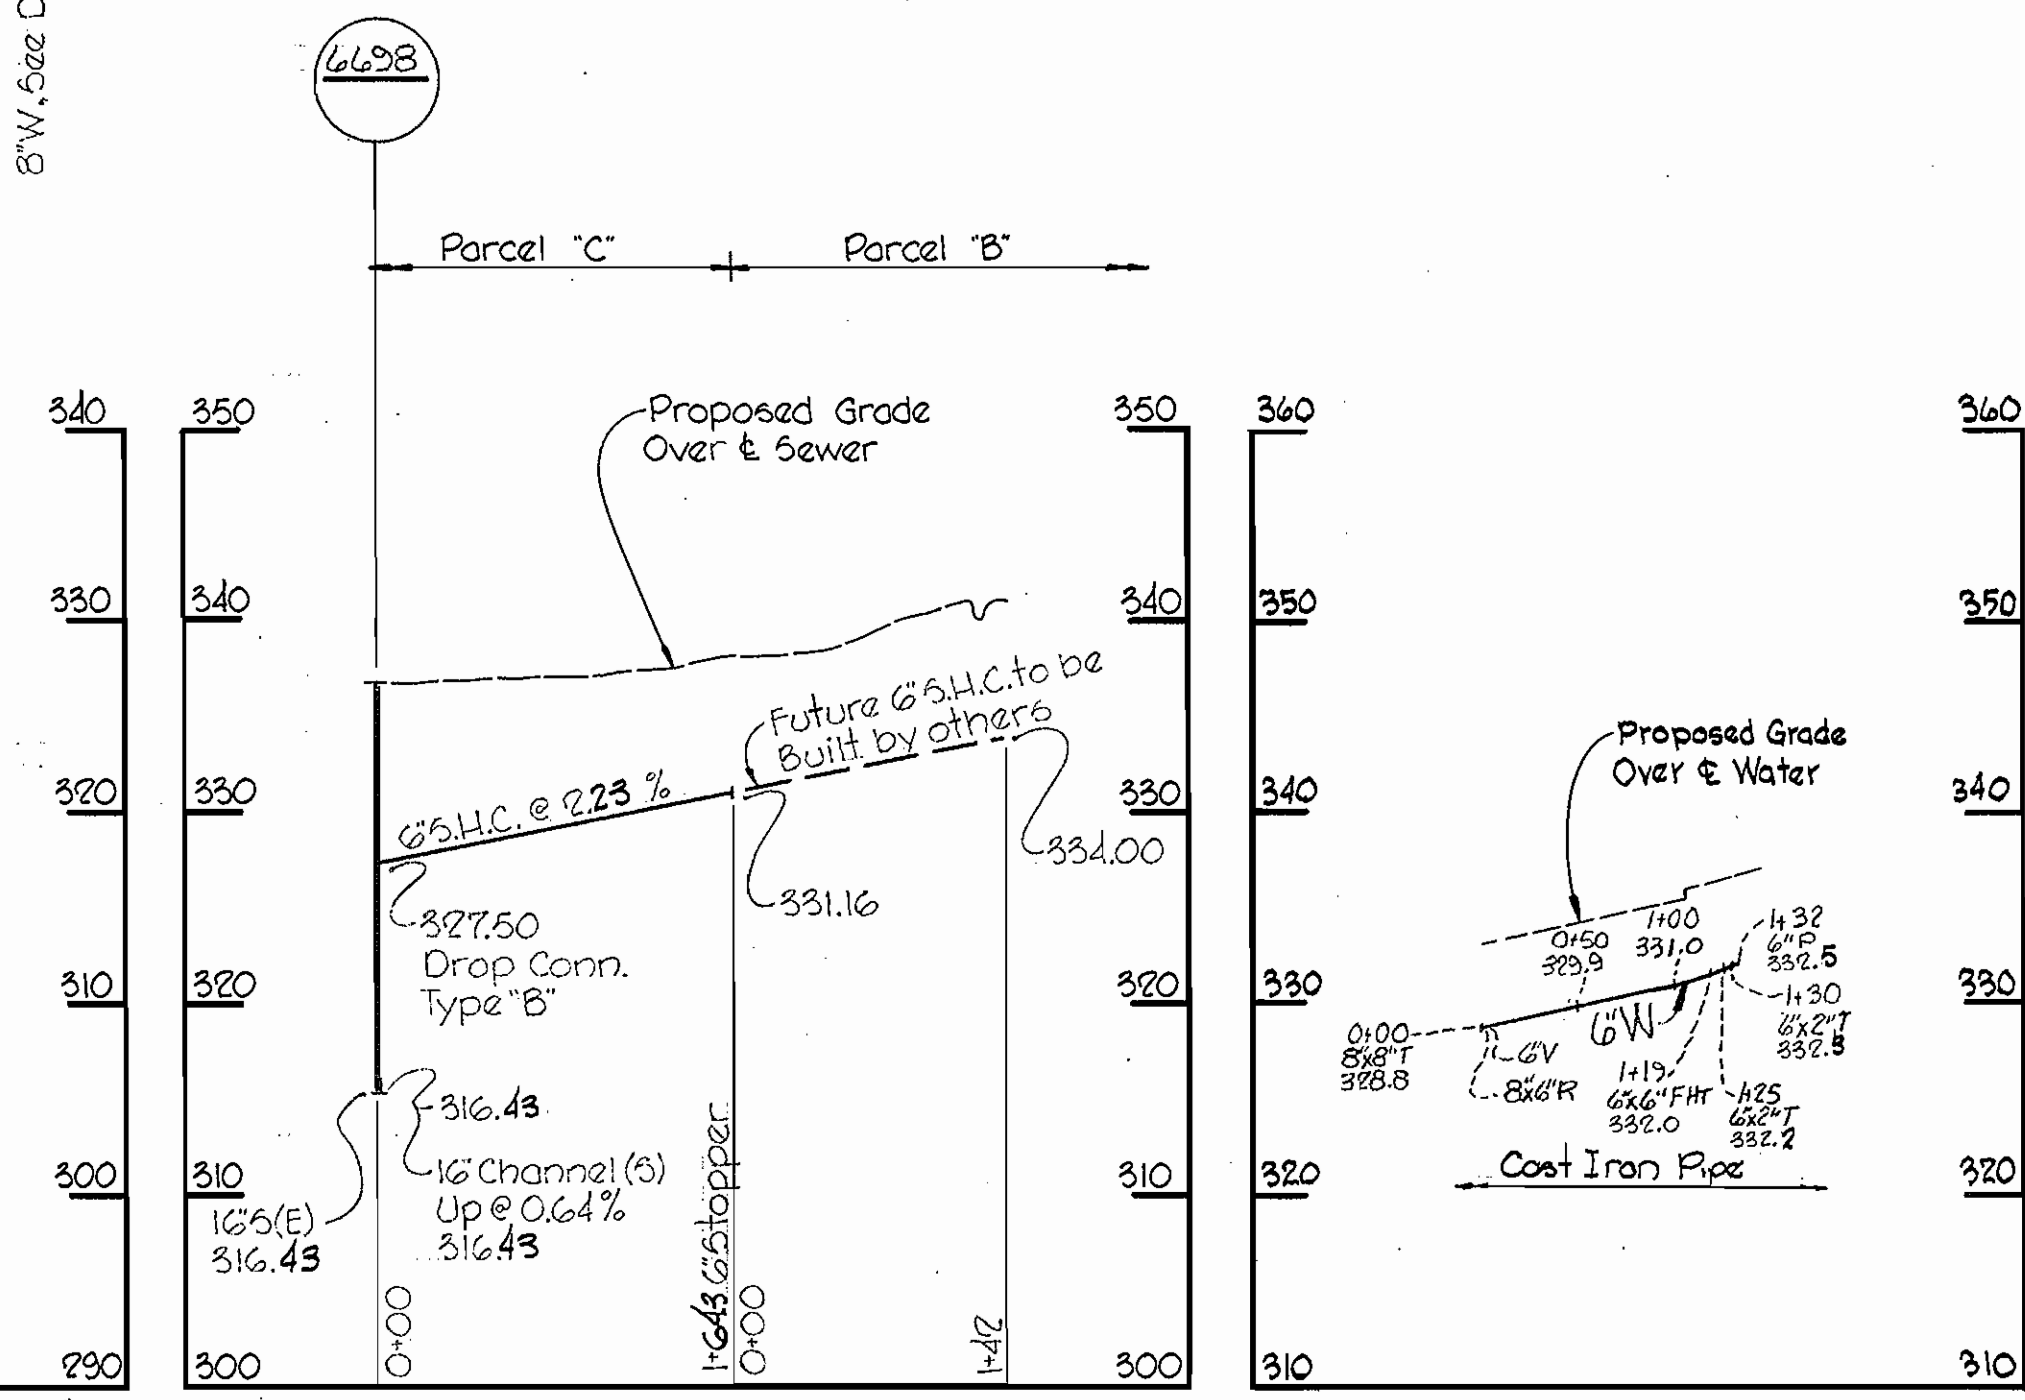 8"W, See D
6698
Parcel "C"
Parcel "B"
340
330
320
310
300
290
350
340
330
320
310
300
Proposed Grade
Over ℄ Sewer
Future 6"S.H.C. to be
Built by others
6"S.H.C. @ 2.23 %
334.00
331.16
327.50
Drop Conn.
Type "B"
316.43
16" Channel (S)
Up @ 0.64%
316.43
16"S(E)
316.43
0+00
1+64.3 6"Stopper
0+00
1+42
350
340
330
320
310
300
360
350
340
330
320
310
Proposed Grade
Over ℄ Water
0+50
329.9
1+00
331.0
1+32
6"P
332.5
1+30
6"x2"T
332.3
0+00
8"x8"T
328.8
6"V
8"x6"R
6"W
1+19
6"x6"FHT
332.0
1+25
6"x2"T
332.2
Cast Iron Pipe
360
350
340
330
320
310